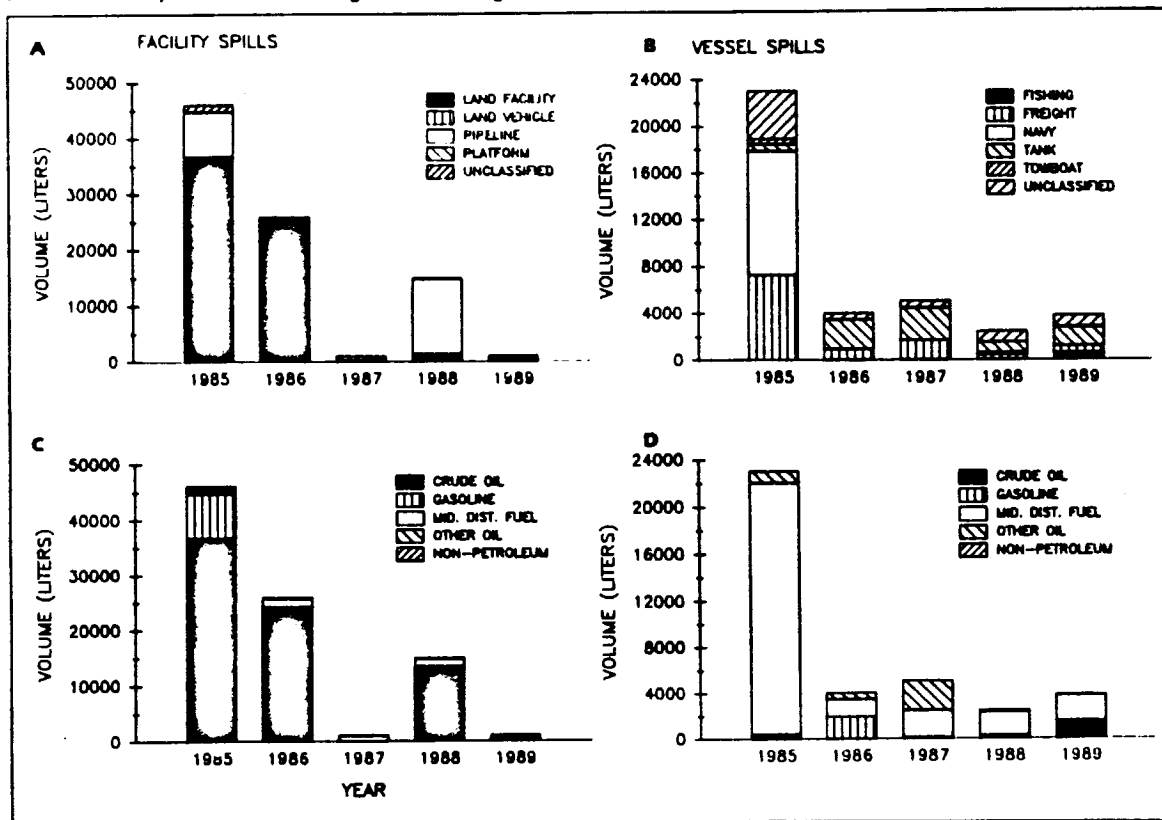 A FACILITY SPILLS
VOLUME (LITERS)
50000
40000
30000
20000
10000
0
1985 1986 1987 1988 1989
LAND FACILITY
LAND VEHICLE
PIPELINE
PLATFORM
UNCLASSIFIED
B VESSEL SPILLS
VOLUME (LITERS)
24000
20000
16000
12000
8000
4000
0
1985 1986 1987 1988 1989
FISHING
FREIGHT
NAVY
TANK
TOWBOAT
UNCLASSIFIED
C
VOLUME (LITERS)
50000
40000
30000
20000
10000
0
1985 1986 1987 1988 1989
YEAR
CRUDE OIL
GASOLINE
MID. DIST. FUEL
OTHER OIL
NON-PETROLEUM
D
VOLUME (LITERS)
24000
20000
16000
12000
8000
4000
0
1985 1986 1987 1988 1989
CRUDE OIL
GASOLINE
MID. DIST. FUEL
OTHER OIL
NON-PETROLEUM